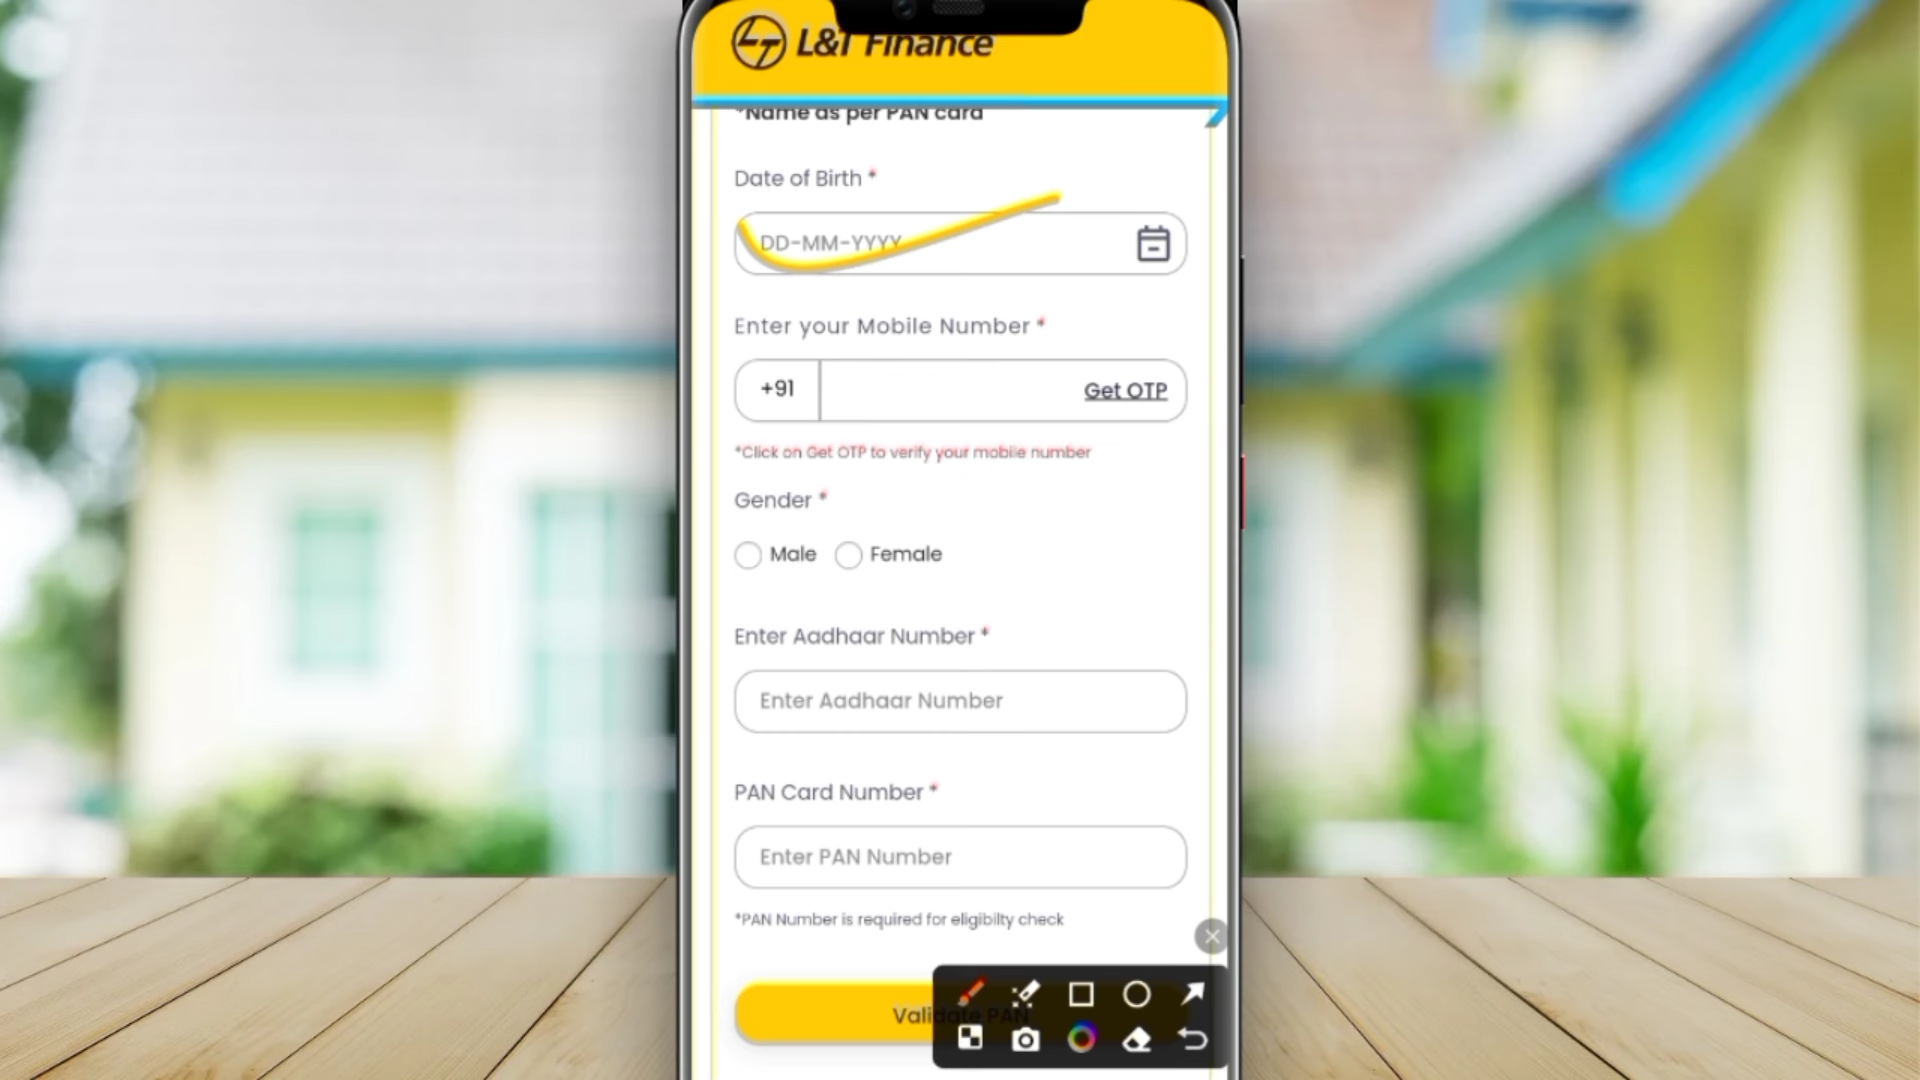 L&T Finance
*Name as per PAN card
Date of Birth *
DD-MM-YYYY
Enter your Mobile Number *
+91
Get OTP
*Click on Get OTP to verify your mobile number
Gender *
Male
Female
Enter Aadhaar Number *
Enter Aadhaar Number
PAN Card Number *
Enter PAN Number
*PAN Number is required for eligibilty check
Validate PAN